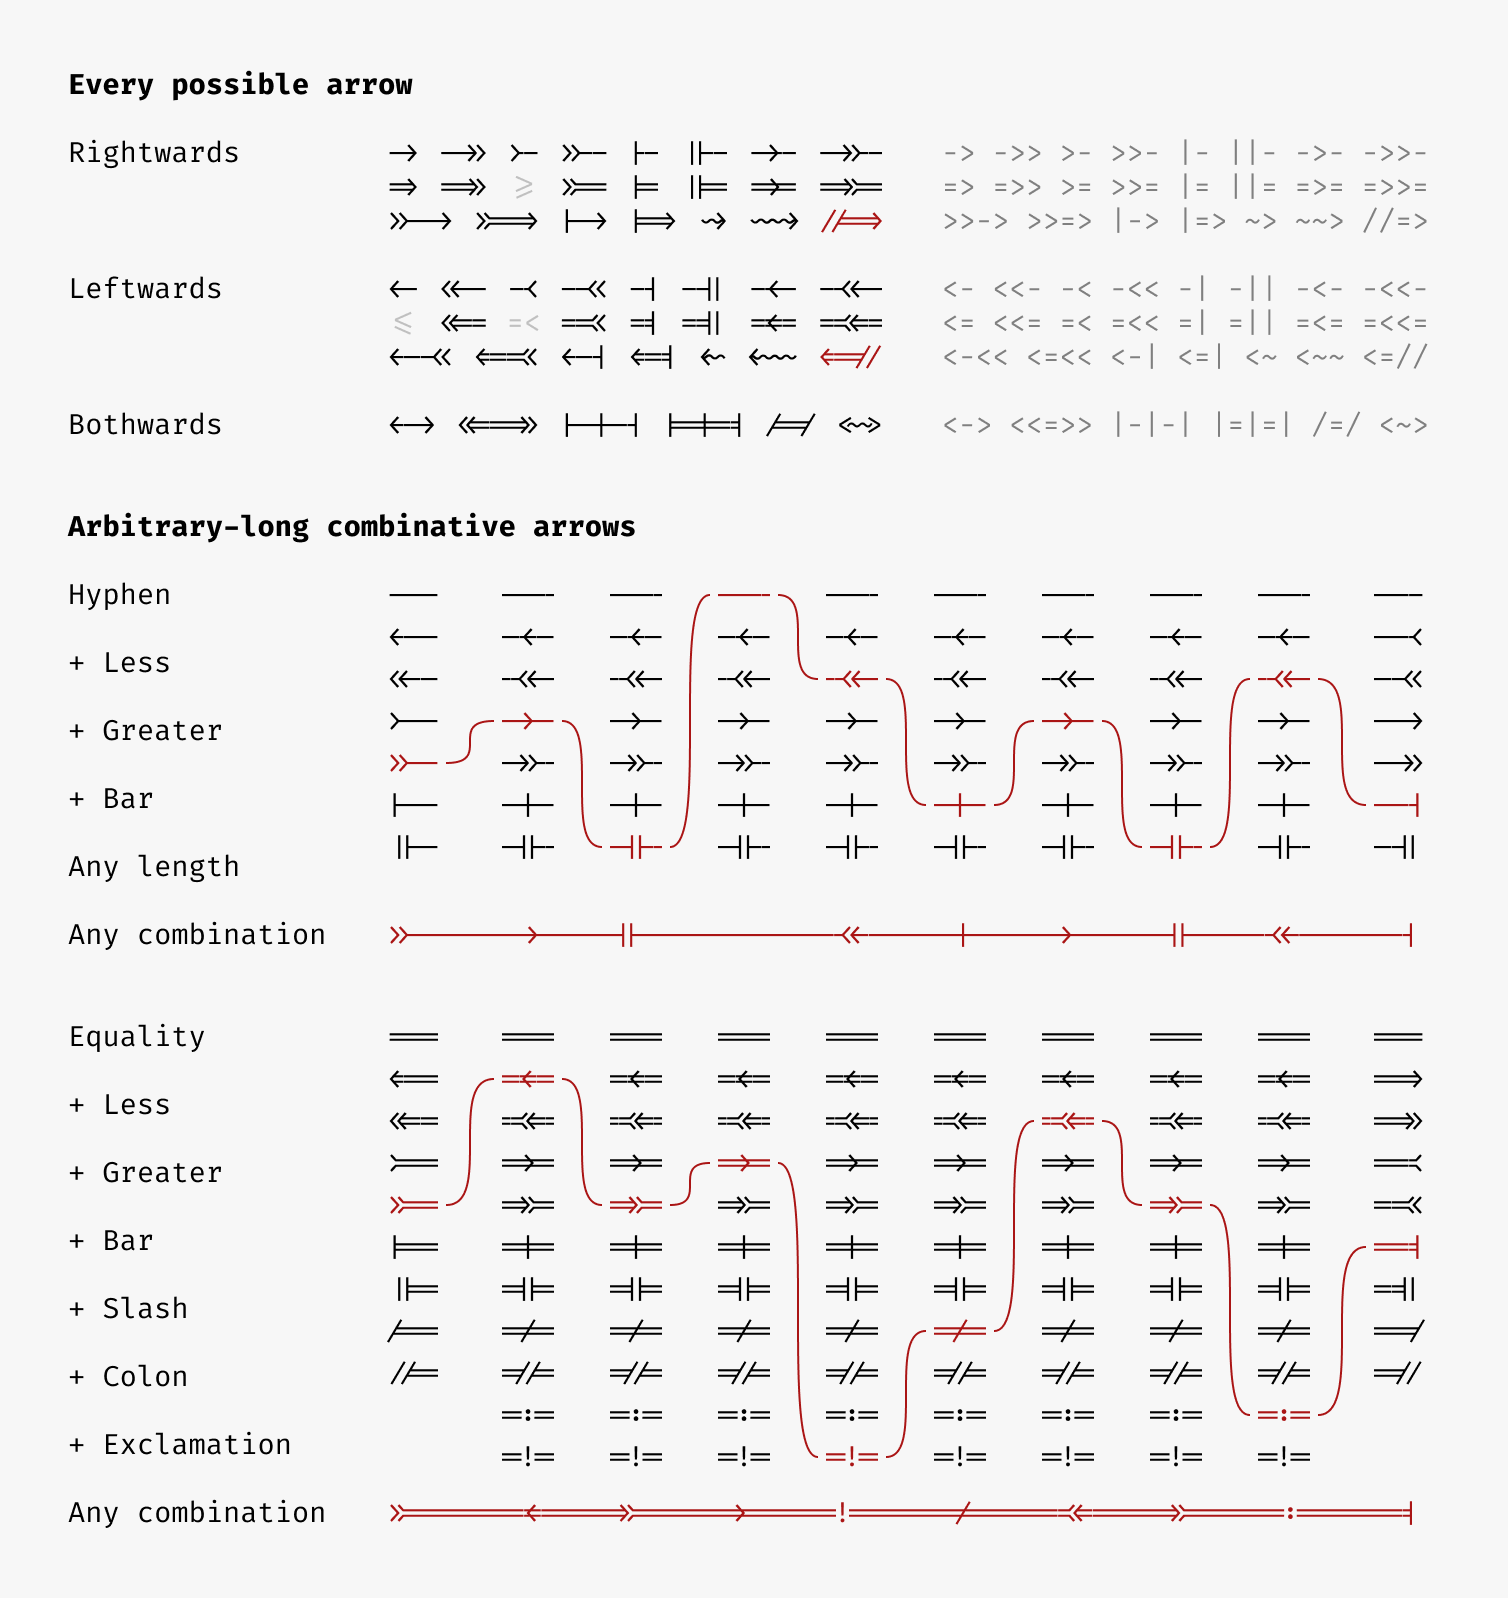 Every possible arrow
Rightwards -> ->> >- >>- |- ||- ->- ->>-
=> =>> >= >>= |= ||= =>= =>>=
>>-> >>=> |-> |=> ~> ~~> //=>
Leftwards <- <<- -< -<< -| -|| -<- -<<-
<= <<= =< =<< =| =|| =<= =<<=
<-<< <=<< <-| <=| <~ <~~ <=//
Bothwards <-> <<=>> |-|-| |=|=| /=/ <~>
Arbitrary-long combinative arrows
Hyphen
+ Less
+ Greater
+ Bar
Any length
Any combination
Equality
+ Less
+ Greater
+ Bar
+ Slash
+ Colon
+ Exclamation
Any combination